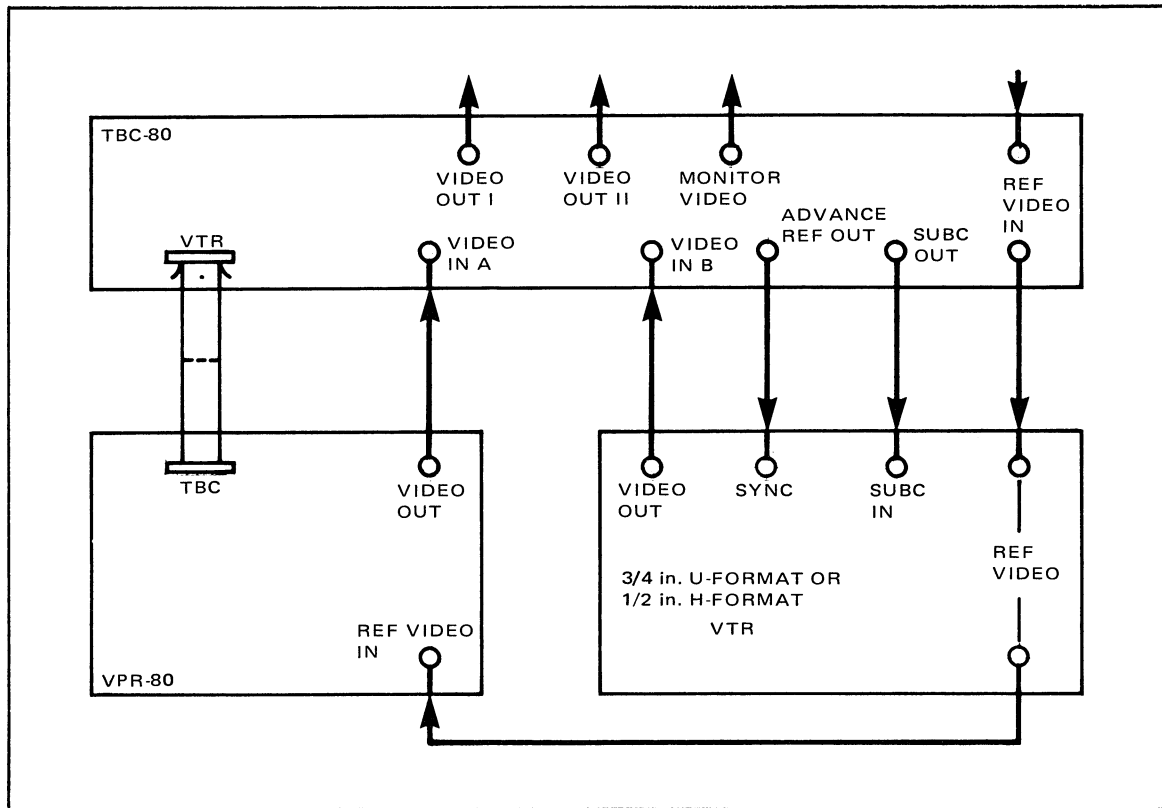 TBC-80
VIDEO
OUT I
VIDEO
OUT II
MONITOR
VIDEO
REF
VIDEO
IN
VTR
VIDEO
IN A
VIDEO
IN B
ADVANCE
REF OUT
SUBC
OUT
TBC
VIDEO
OUT
VIDEO
OUT
SYNC
SUBC
IN
REF
VIDEO
3/4 in. U-FORMAT OR
1/2 in. H-FORMAT
VTR
REF VIDEO
IN
VPR-80